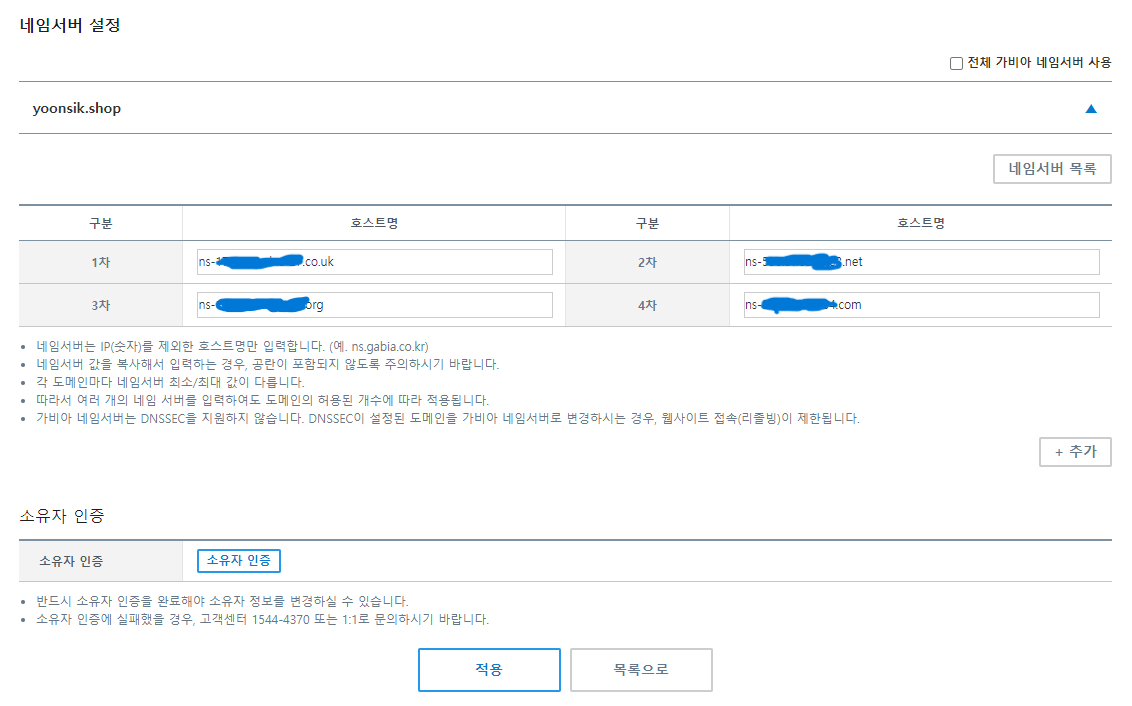 네임서버 설정
전체 가비아 네임서버 사용
yoonsik.shop
네임서버 목록
구분 호스트명 구분 호스트명
1차 ns- .co.uk 2차 ns- .net
3차 ns- org 4차 ns- .com
네임서버는 IP(숫자)를 제외한 호스트명만 입력합니다. (예. ns.gabia.co.kr)
네임서버 값을 복사해서 입력하는 경우, 공란이 포함되지 않도록 주의하시기 바랍니다.
각 도메인마다 네임서버 최소/최대 값이 다릅니다.
따라서 여러 개의 네임 서버를 입력하여도 도메인의 허용된 개수에 따라 적용됩니다.
가비아 네임서버는 DNSSEC을 지원하지 않습니다. DNSSEC이 설정된 도메인을 가비아 네임서버로 변경하시는 경우, 웹사이트 접속(리졸빙)이 제한됩니다.
+ 추가
소유자 인증
소유자 인증 소유자 인증
반드시 소유자 인증을 완료해야 소유자 정보를 변경하실 수 있습니다.
소유자 인증에 실패했을 경우, 고객센터 1544-4370 또는 1:1로 문의하시기 바랍니다.
적용 목록으로